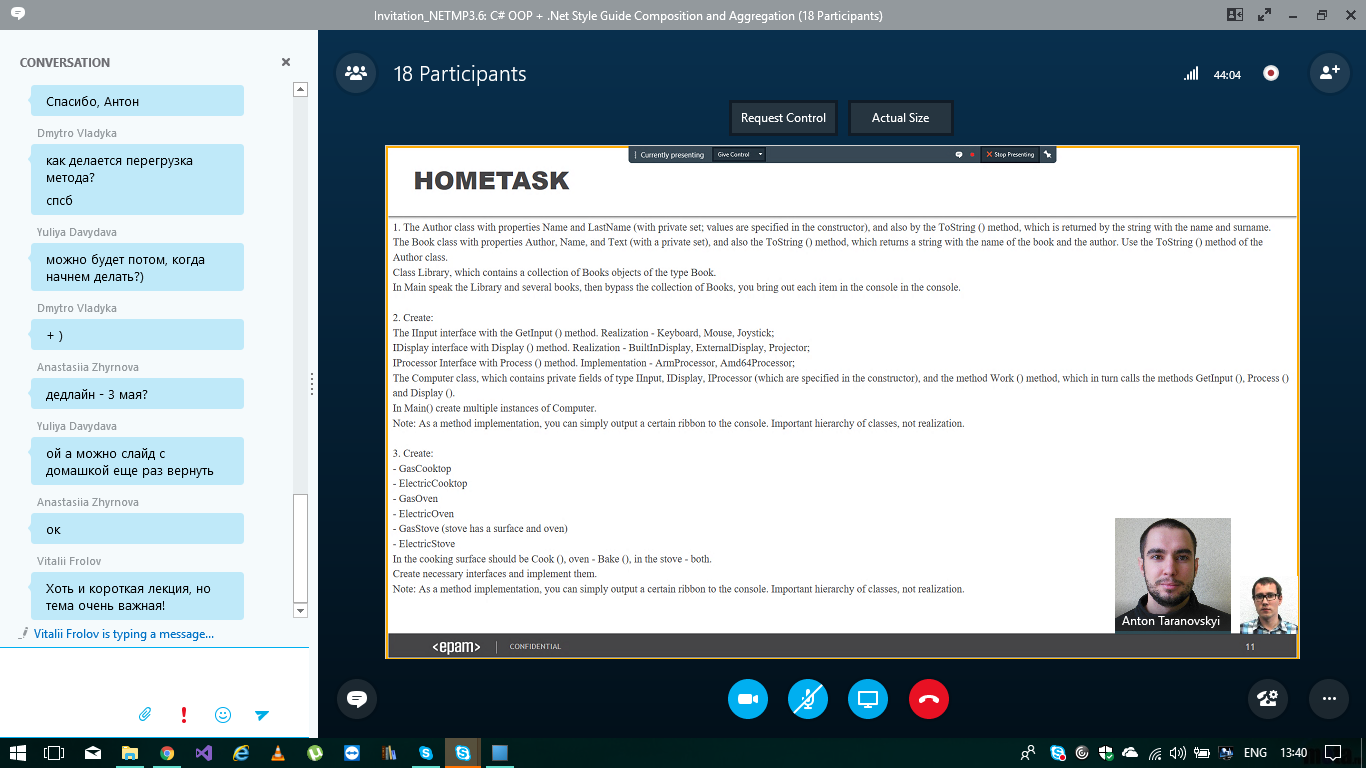 Invitation_NETMP3.6: C# OOP + .Net Style Guide Composition and Aggregation (18 Participants)
CONVERSATION
Спасибо, Антон
Dmytro Vladyka
как делается перегрузка
метода?
спсб
Yuliya Davydava
можно будет потом, когда
начнем делать?)
Dmytro Vladyka
+ )
Anastasiia Zhyrnova
дедлайн - 3 мая?
Yuliya Davydava
ой а можно слайд с
домашкой еще раз вернуть
Anastasiia Zhyrnova
ок
Vitalii Frolov
Хоть и короткая лекция, но
тема очень важная!
Vitalii Frolov is typing a message...
18 Participants
44:04
Request Control
Actual Size
Currently presenting
Give Control
Stop Presenting
HOMETASK
1. The Author class with properties Name and LastName (with private set; values are specified in the constructor), and also by the ToString () method, which is returned by the string with the name and surname.
The Book class with properties Author, Name, and Text (with a private set), and also the ToString () method, which returns a string with the name of the book and the author. Use the ToString () method of the
Author class.
Class Library, which contains a collection of Books objects of the type Book.
In Main speak the Library and several books, then bypass the collection of Books, you bring out each item in the console in the console.
2. Create:
The IInput interface with the GetInput () method. Realization - Keyboard, Mouse, Joystick;
IDisplay interface with Display () method. Realization - BuiltInDisplay, ExternalDisplay, Projector;
IProcessor Interface with Process () method. Implementation - ArmProcessor, Amd64Processor;
The Computer class, which contains private fields of type IInput, IDisplay, IProcessor (which are specified in the constructor), and the method Work () method, which in turn calls the methods GetInput (), Process ()
and Display ().
In Main() create multiple instances of Computer.
Note: As a method implementation, you can simply output a certain ribbon to the console. Important hierarchy of classes, not realization.
3. Create:
- GasCooktop
- ElectricCooktop
- GasOven
- ElectricOven
- GasStove (stove has a surface and oven)
- ElectricStove
In the cooking surface should be Cook (), oven - Bake (), in the stove - both.
Create necessary interfaces and implement them.
Note: As a method implementation, you can simply output a certain ribbon to the console. Important hierarchy of classes, not realization.
Anton Taranovskyi
<epam>
CONFIDENTIAL
11
ENG
13:40